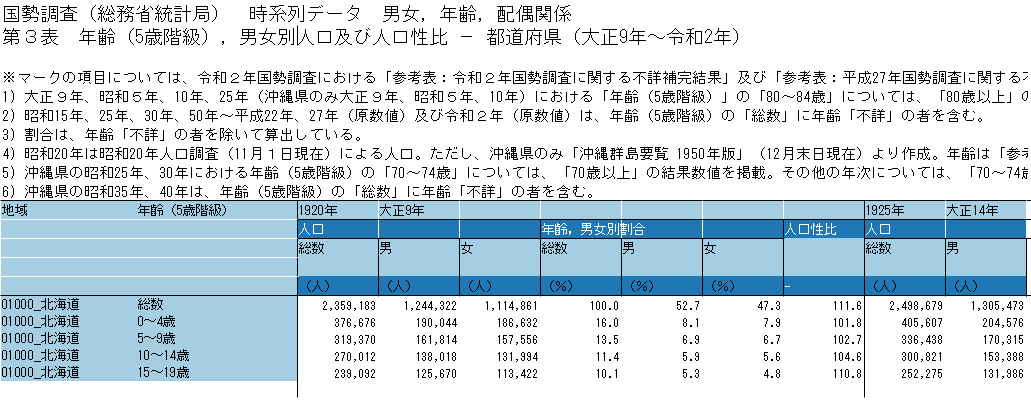 国勢調査（総務省統計局）　時系列データ　男女，年齢，配偶関係
第３表　年齢（5歳階級），男女別人口及び人口性比 － 都道府県（大正9年～令和2年）
※マークの項目については、令和２年国勢調査における「参考表：令和２年国勢調査に関する不詳補完結果」及び「参考表：平成27年国勢調査に関する
1）大正９年、昭和５年、10年、25年（沖縄県のみ大正９年、昭和５年、10年）における「年齢（5歳階級）」の「80～84歳」については、「80歳以上」の
2）昭和15年、25年、30年、50年～平成22年、27年（原数値）及び令和２年（原数値）は、年齢（5歳階級）の「総数」に年齢「不詳」の者を含む。
3）割合は、年齢「不詳」の者を除いて算出している。
4）昭和20年は昭和20年人口調査（11月１日現在）による人口。ただし、沖縄県のみ「沖縄群島要覧 1950年版」（12月末日現在）より作成。年齢は「参
5）沖縄県の昭和25年、30年における年齢（5歳階級）の「70～74歳」については、「70歳以上」の結果数値を掲載。その他の年次については、「70～74歳
6）沖縄県の昭和35年、40年は、年齢（5歳階級）の「総数」に年齢「不詳」の者を含む。
地域 年齢（5歳階級） 1920年 大正9年 1925年 大正14年
人口 年齢，男女別割合 人口性比 人口
総数 男 女 総数 男 女 総数 男
（人） （人） （人） （％） （％） （％） - （人） （人）
01000_北海道 総数 2,359,183 1,244,322 1,114,861 100.0 52.7 47.3 111.6 2,498,679 1,305,473
01000_北海道 0～4歳 376,676 190,044 186,632 16.0 8.1 7.9 101.8 405,607 204,576
01000_北海道 5～9歳 319,370 161,814 157,556 13.5 6.9 6.7 102.7 336,438 170,315
01000_北海道 10～14歳 270,012 138,018 131,994 11.4 5.9 5.6 104.6 300,821 153,388
01000_北海道 15～19歳 239,092 125,670 113,422 10.1 5.3 4.8 110.8 252,275 131,986